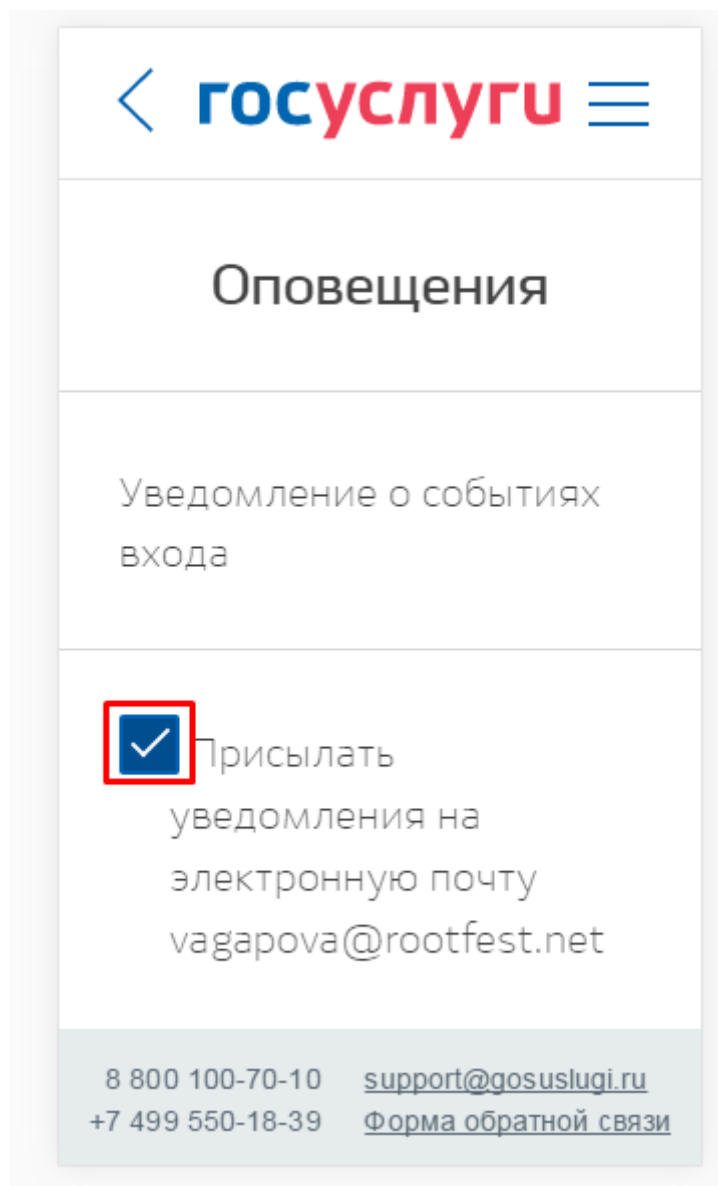 госуслуги
Оповещения
Уведомление о событиях
входа
Присылать
уведомления на
электронную почту
vagapova@rootfest.net
8 800 100-70-10 support@gosuslugi.ru
+7 499 550-18-39 Форма обратной связи